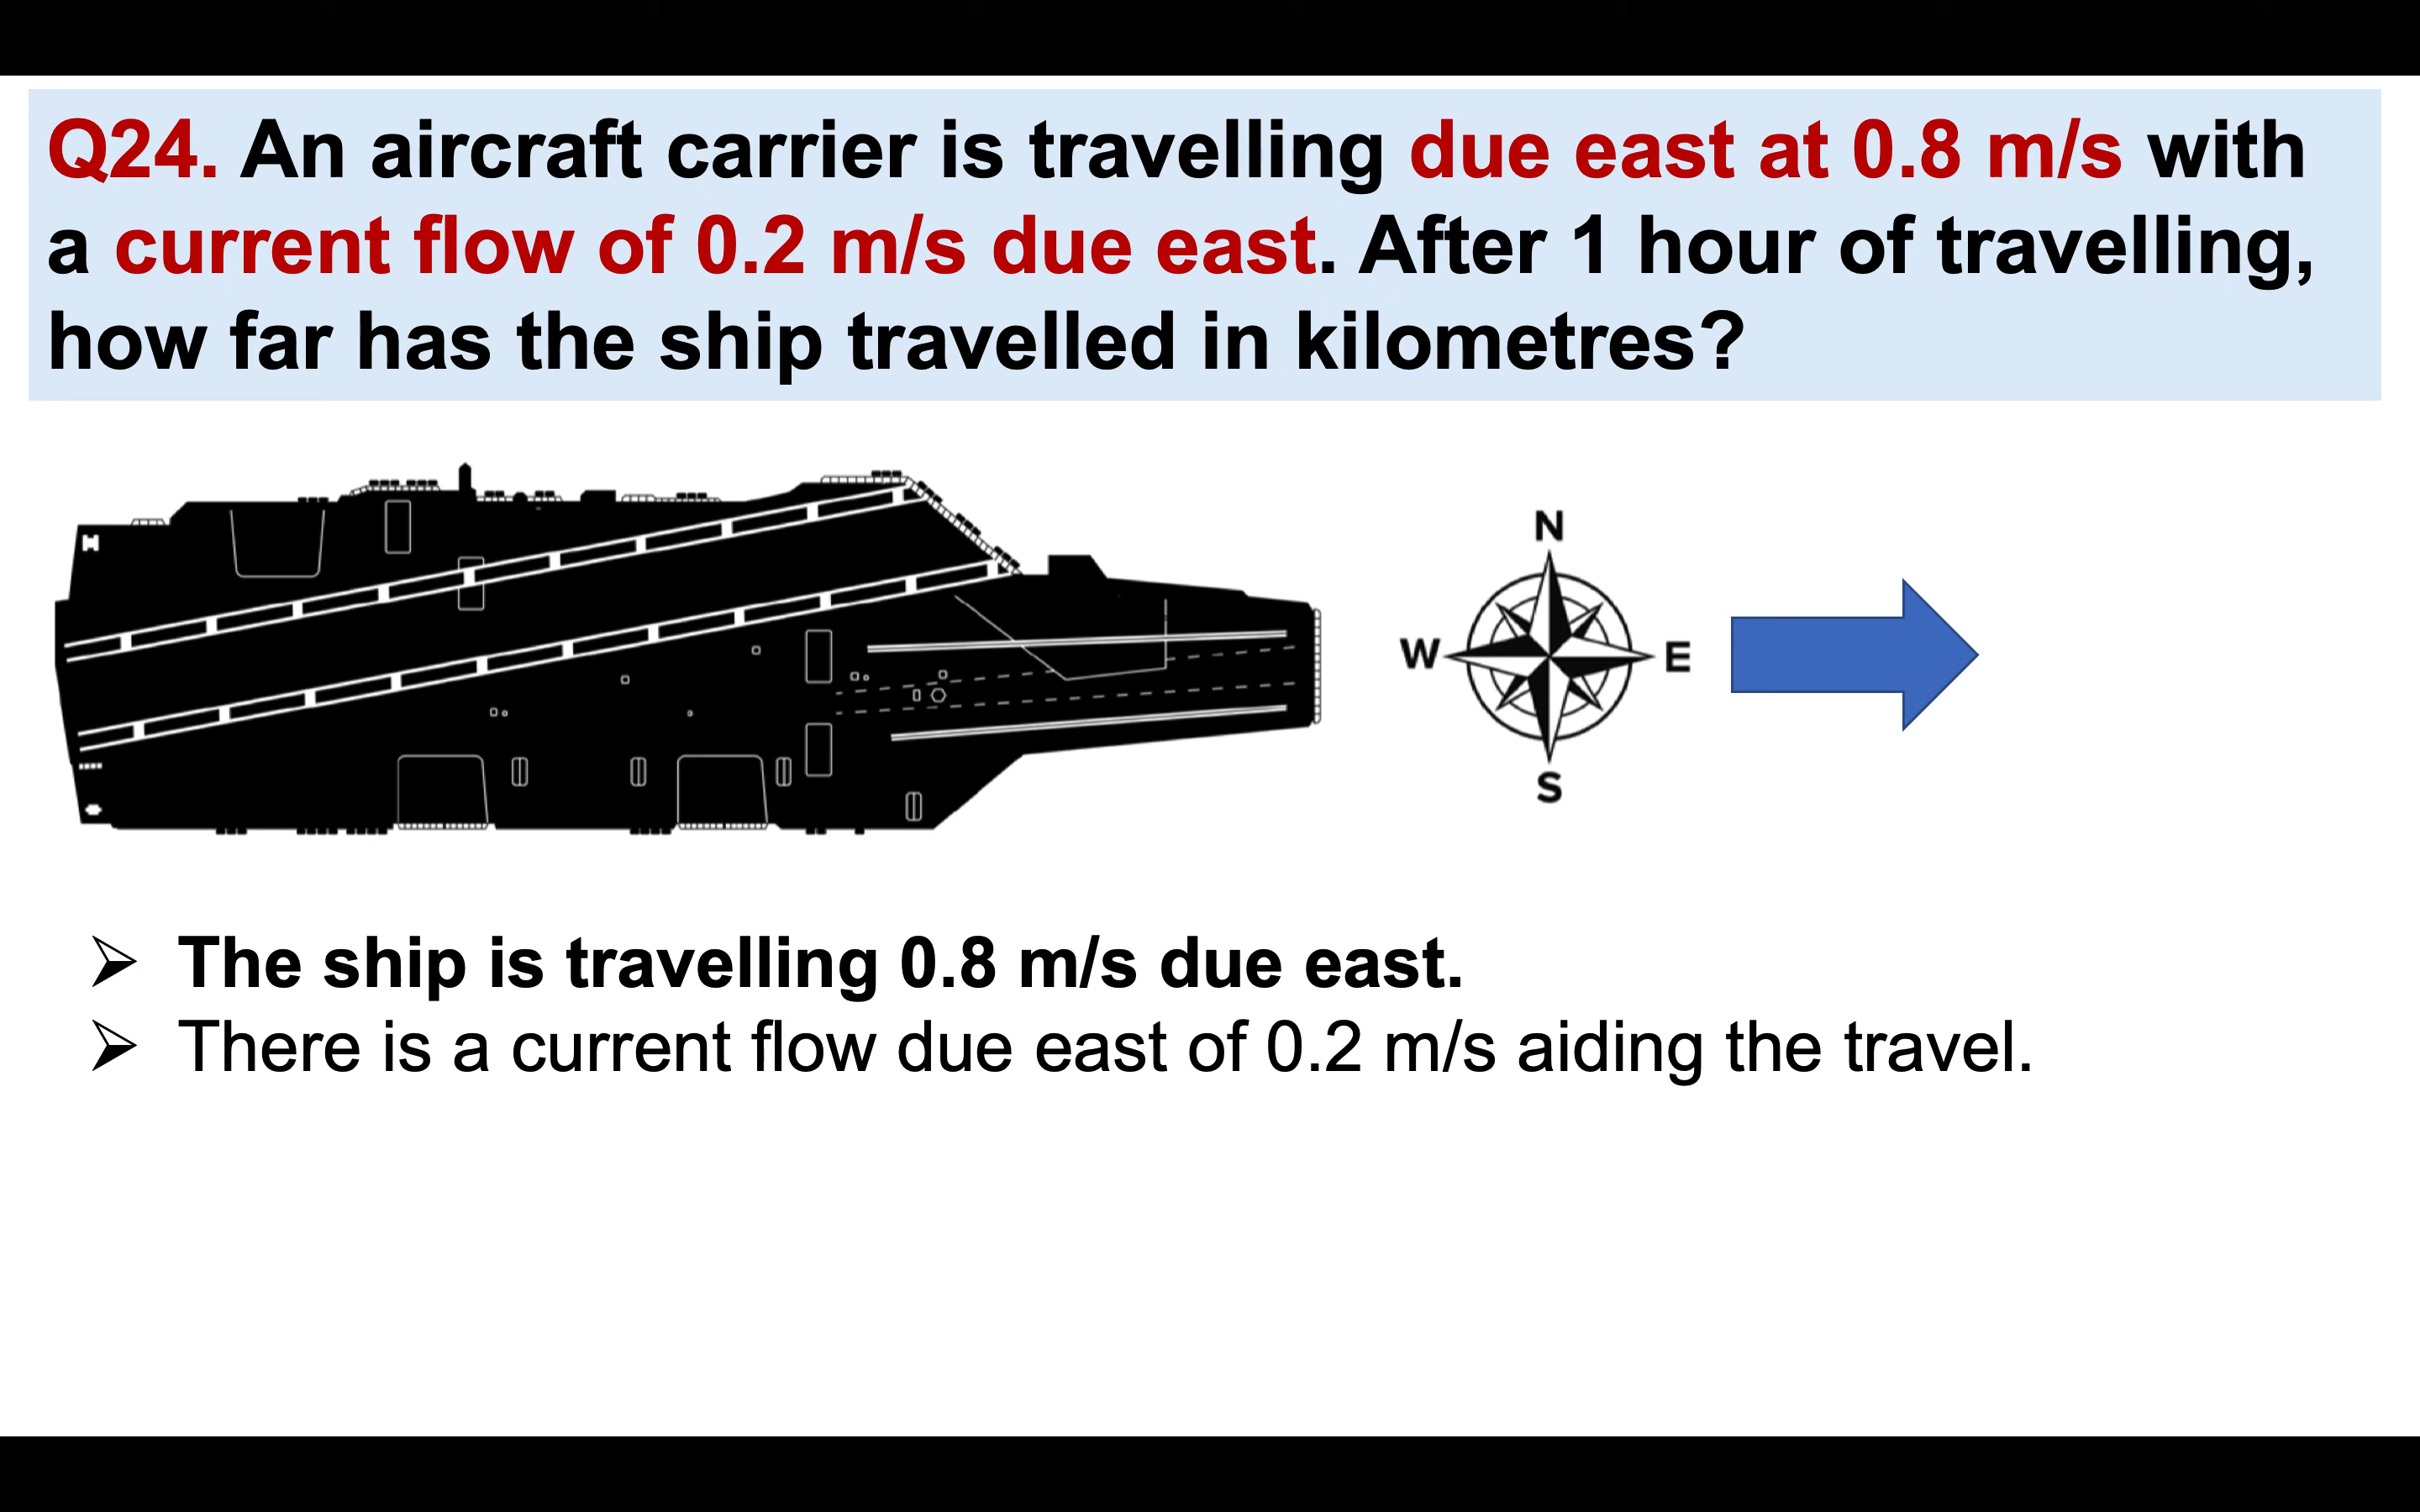 Q24. An aircraft carrier is travelling due east at 0.8 m/s with
a current flow of 0.2 m/s due east. After 1 hour of travelling,
how far has the ship travelled in kilometres?
N
W
E
S
The ship is travelling 0.8 m/s due east.
There is a current flow due east of 0.2 m/s aiding the travel.